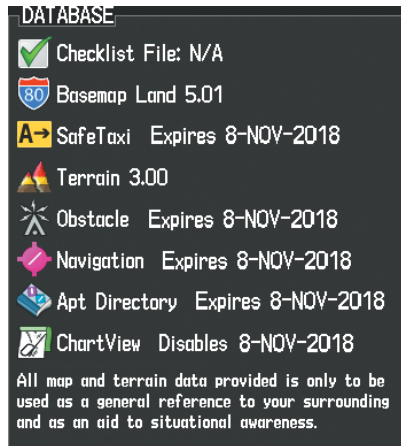 DATABASE
Checklist File: N/A
80 Basemap Land 5.01
A→ SafeTaxi Expires 8-NOV-2018
Terrain 3.00
Obstacle Expires 8-NOV-2018
Navigation Expires 8-NOV-2018
Apt Directory Expires 8-NOV-2018
ChartView Disables 8-NOV-2018
All map and terrain data provided is only to be
used as a general reference to your surrounding
and as an aid to situational awareness.